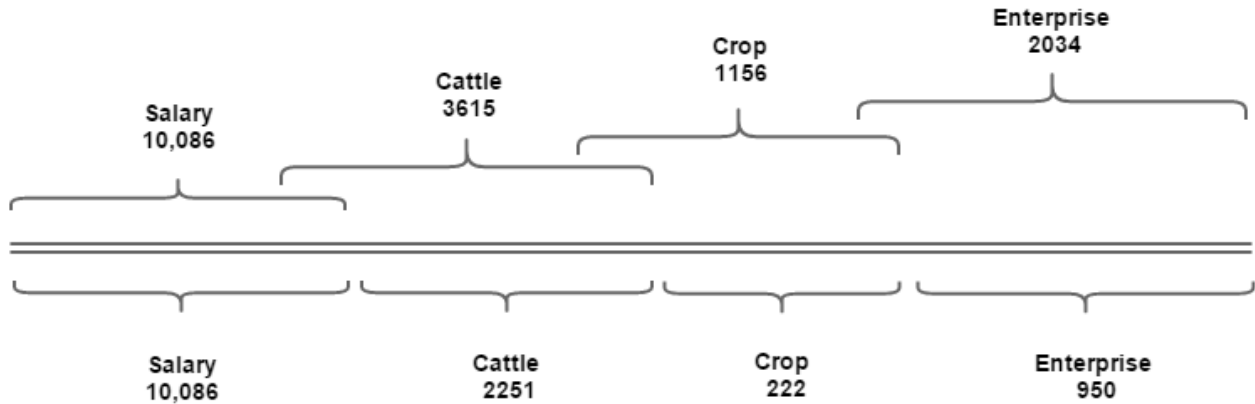 Enterprise
2034
Crop
1156
Cattle
3615
Salary
10,086
Salary
10,086
Cattle
2251
Crop
222
Enterprise
950